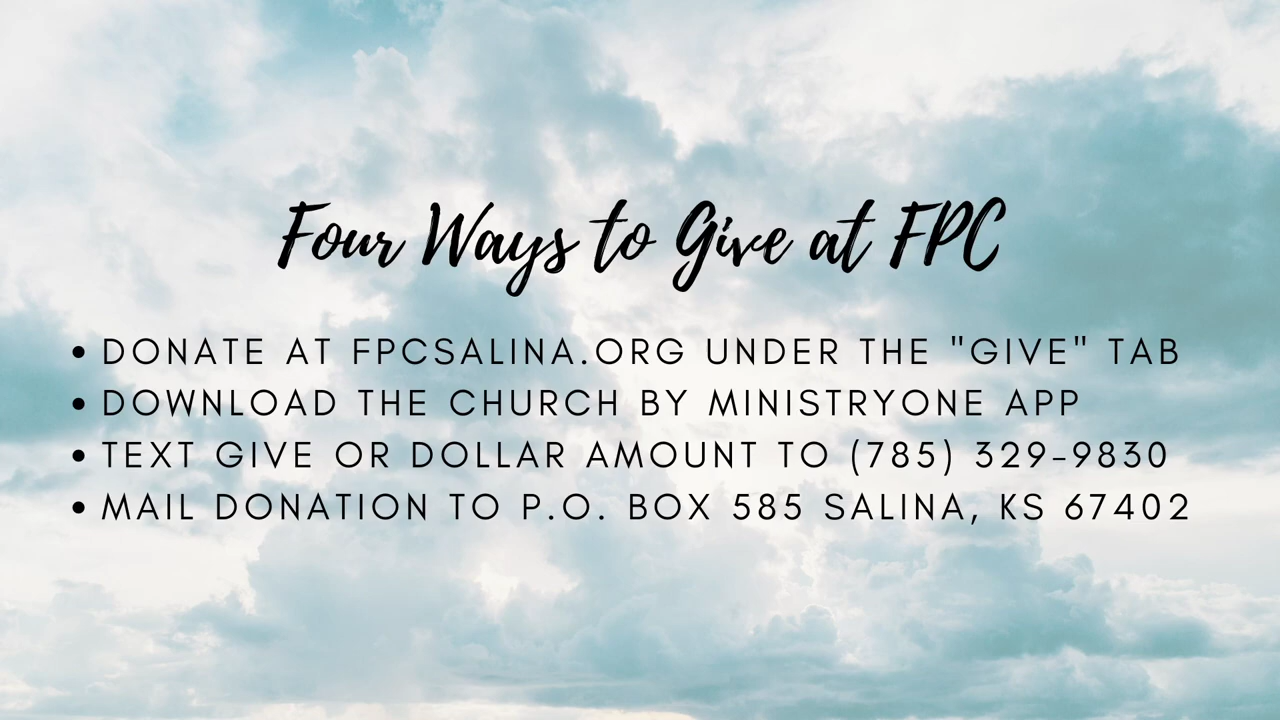 Four Ways to Give at FPC
• DONATE AT FPCSALINA.ORG UNDER THE "GIVE" TAB
• DOWNLOAD THE CHURCH BY MINISTRYONE APP
• TEXT GIVE OR DOLLAR AMOUNT TO (785) 329-9830
• MAIL DONATION TO P.O. BOX 585 SALINA, KS 67402